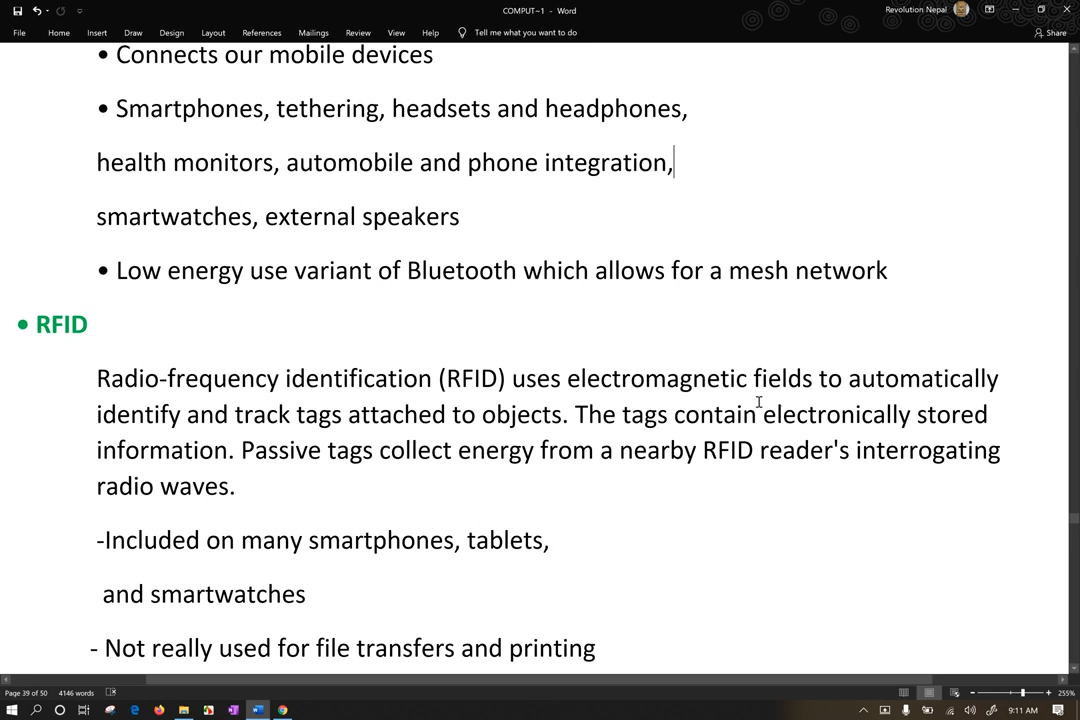 COMPUT~1 - Word
Revolution Nepal
File Home Insert Draw Design Layout References Mailings Review View Help Tell me what you want to do Share
• Connects our mobile devices
• Smartphones, tethering, headsets and headphones,
health monitors, automobile and phone integration,
smartwatches, external speakers
• Low energy use variant of Bluetooth which allows for a mesh network
• RFID
Radio-frequency identification (RFID) uses electromagnetic fields to automatically
identify and track tags attached to objects. The tags contain electronically stored
information. Passive tags collect energy from a nearby RFID reader's interrogating
radio waves.
-Included on many smartphones, tablets,
and smartwatches
- Not really used for file transfers and printing
Page 39 of 50 4146 words 255%
9:11 AM